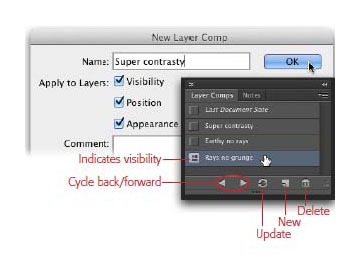 New Layer Comp
Name: Super contrasty
OK
Apply to Layers: Visibility
Position
Appearance
Comment:
Layer Comps Notes
Last Document State
Super contrasty
Earthy no rays
Rays no grunge
Indicates visibility
Cycle back/forward
Delete
New
Update